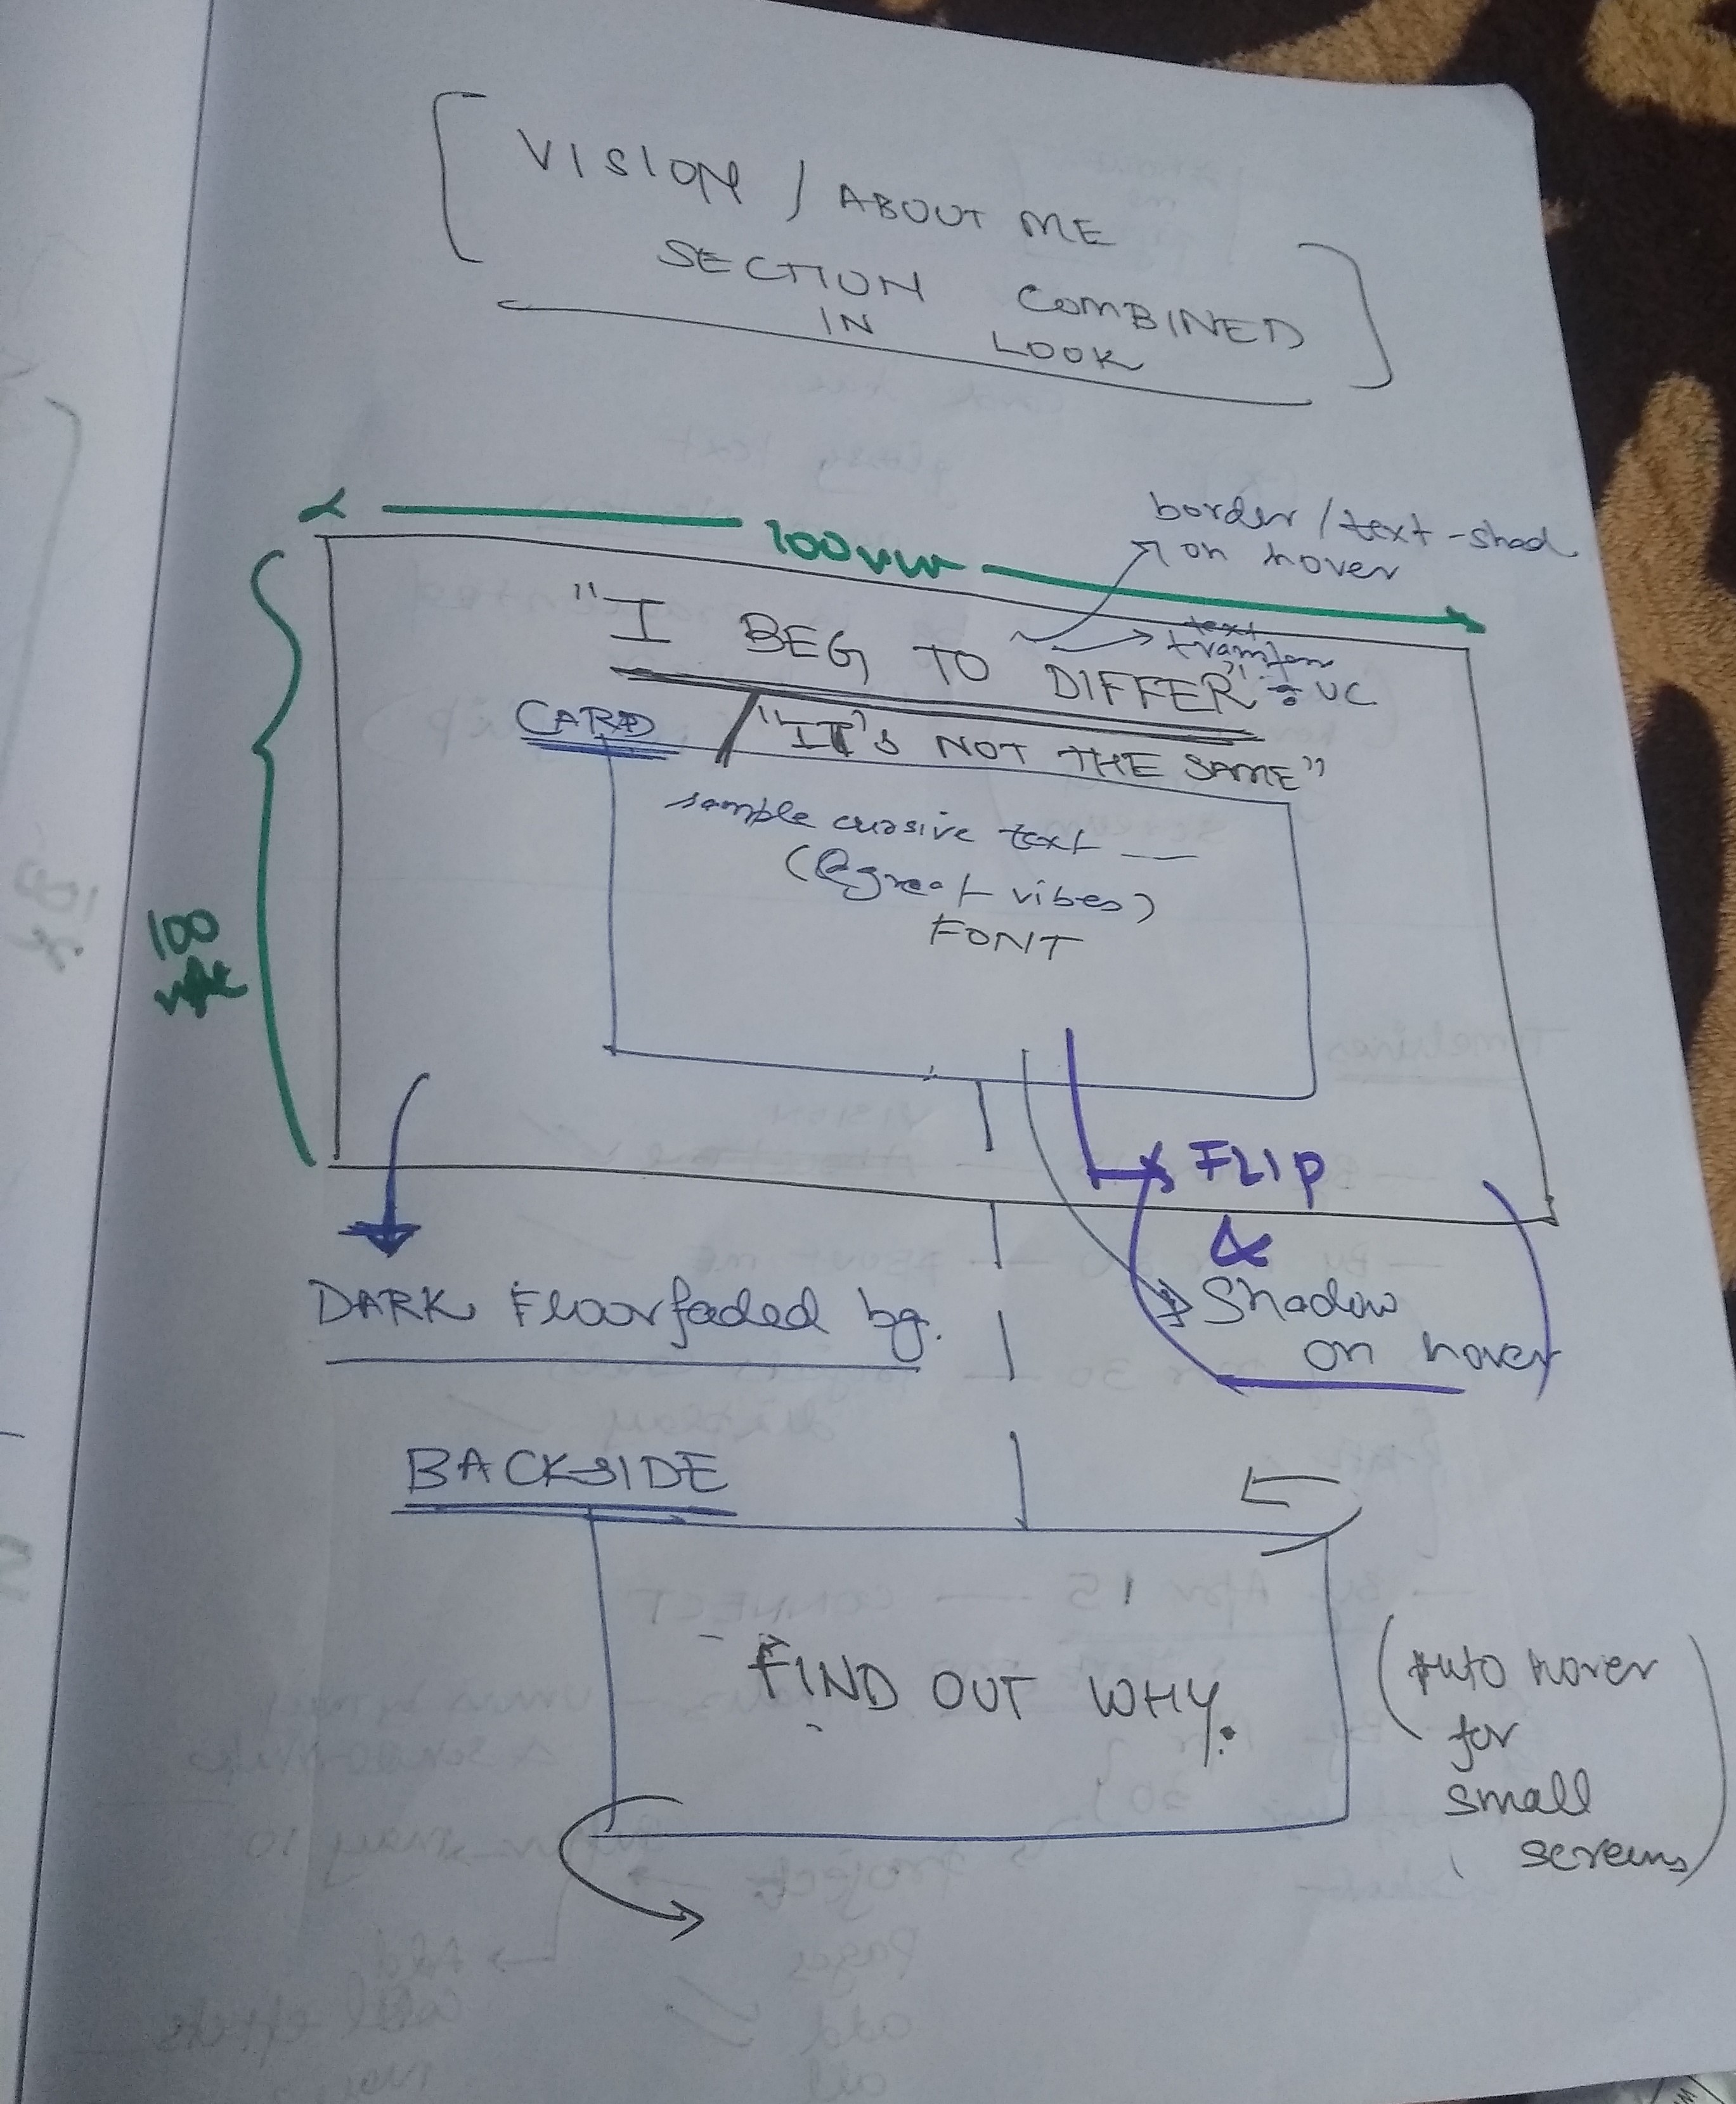 VISION / ABOUT ME
SECTION COMBINED
IN LOOK
100vw
border / text-shad
on hover
"I BEG TO DIFFER"
text
transform
: UC
CARD
/ "IT's NOT THE SAME"
sample cursive text —
(great vibes)
FONT
100
FLIP
&
Shadow
on hover
DARK Floor faded bg.
BACKSIDE
FIND OUT WHY.
(Auto hover
for
small
screens)